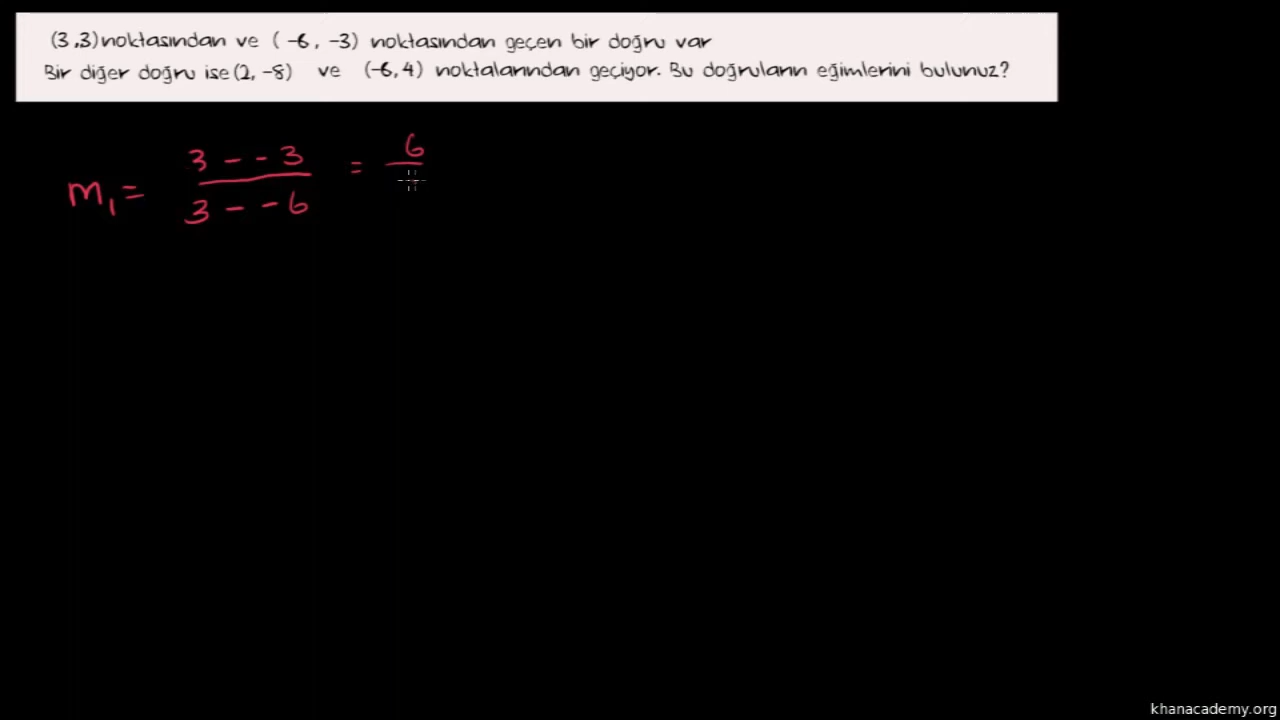 (3,3)noktasından ve (-6, -3) noktasından geçen bir doğru var
Bir diğer doğru ise (2, -8) ve (-6,4) noktalarından geçiyor. Bu doğruların eğimlerini bulunuz?
m₁ = 3 - - 3 / 3 - - 6 = 6 /
khanacademy.org